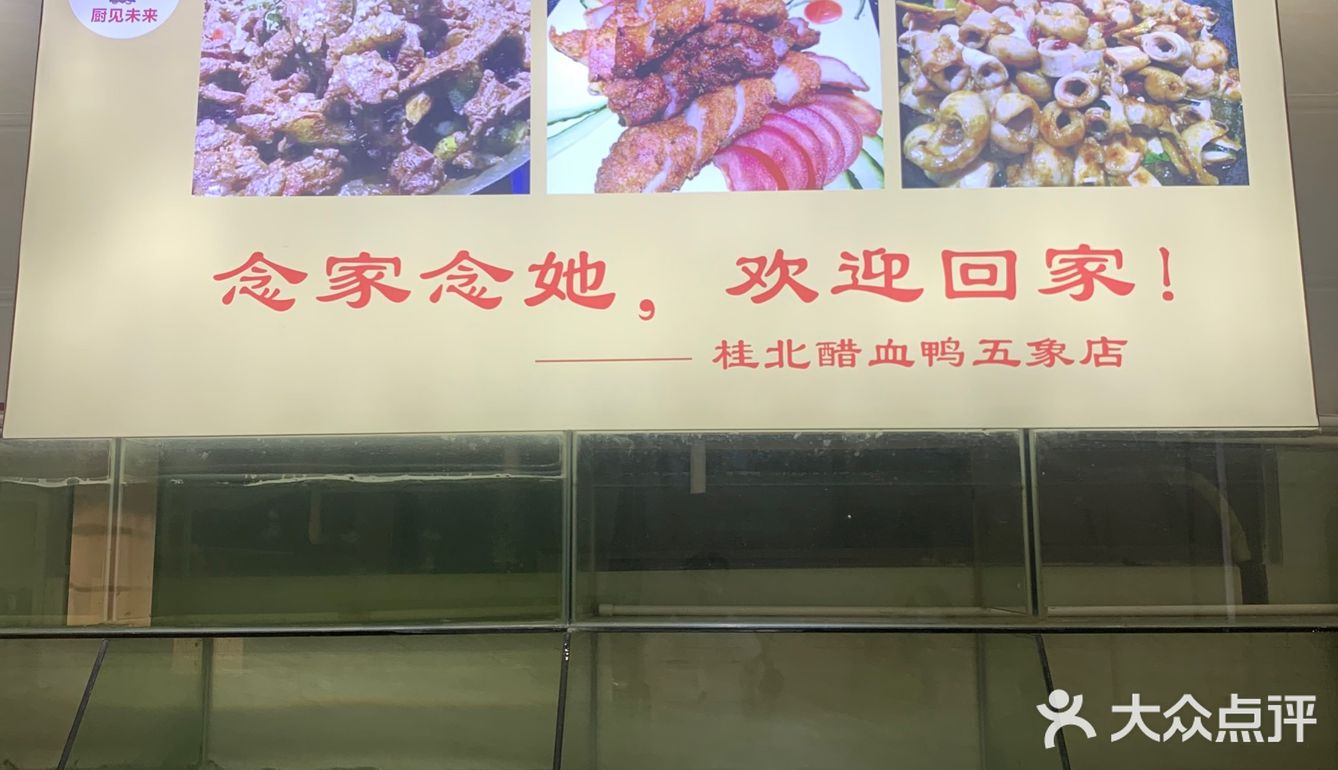 厨见未来
念家念她，欢迎回家！
——桂北醋血鸭五象店
大众点评